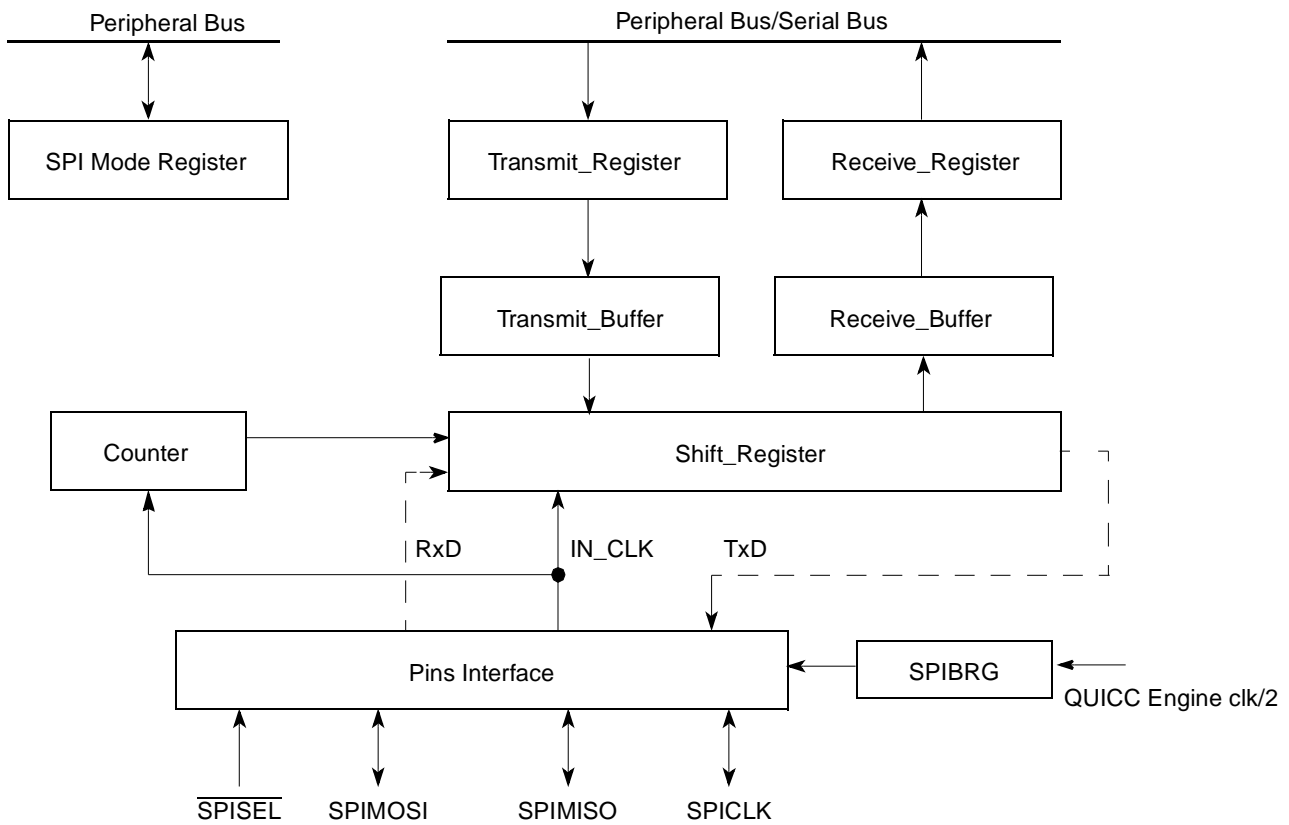 Peripheral Bus
Peripheral Bus/Serial Bus
SPI Mode Register
Transmit_Register
Receive_Register
Transmit_Buffer
Receive_Buffer
Counter
Shift_Register
RxD
IN_CLK
TxD
Pins Interface
SPIBRG
QUICC Engine clk/2
SPISEL
SPIMOSI
SPIMISO
SPICLK